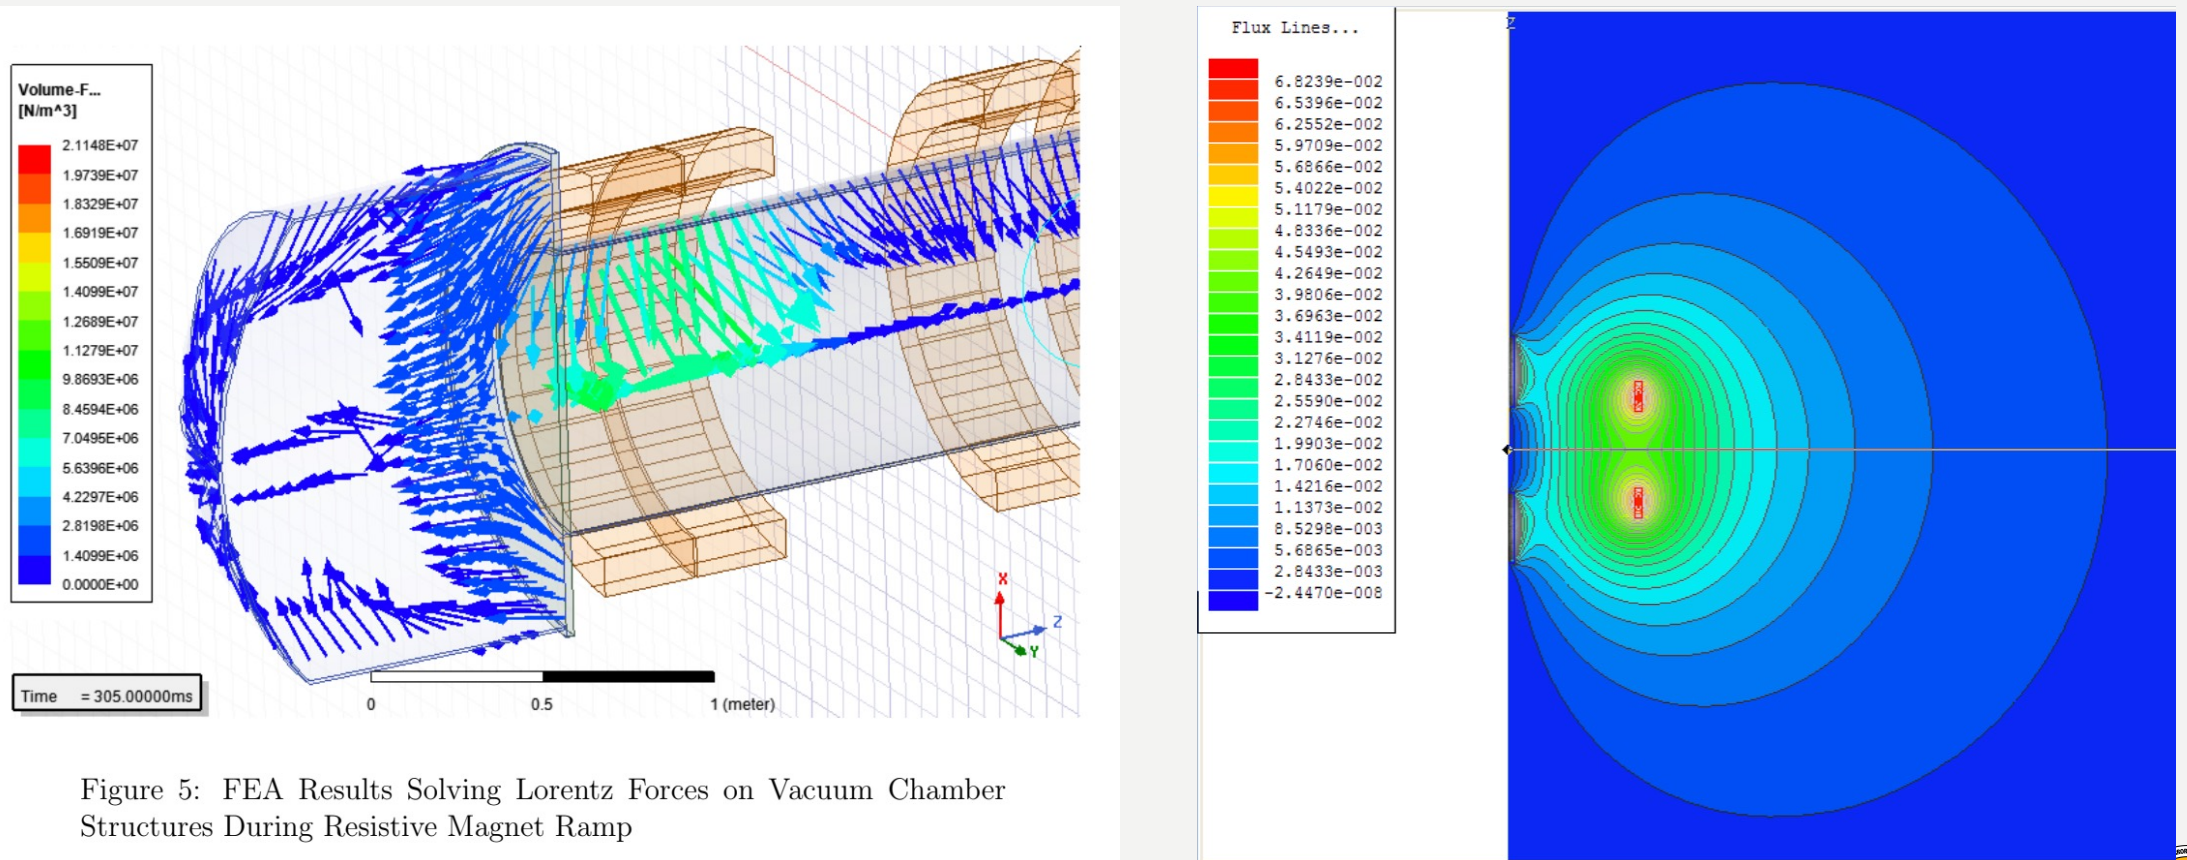 Volume-F...
[N/m^3]
2.1148E+07
1.9739E+07
1.8329E+07
1.6919E+07
1.5509E+07
1.4099E+07
1.2689E+07
1.1279E+07
9.8693E+06
8.4594E+06
7.0495E+06
5.6396E+06
4.2297E+06
2.8198E+06
1.4099E+06
0.0000E+00
Time = 305.00000ms
0 0.5 1 (meter)
X
Z
Y
Figure 5: FEA Results Solving Lorentz Forces on Vacuum Chamber
Structures During Resistive Magnet Ramp
Flux Lines...
6.8239e-002
6.5396e-002
6.2552e-002
5.9709e-002
5.6866e-002
5.4022e-002
5.1179e-002
4.8336e-002
4.5493e-002
4.2649e-002
3.9806e-002
3.6963e-002
3.4119e-002
3.1276e-002
2.8433e-002
2.5590e-002
2.2746e-002
1.9903e-002
1.7060e-002
1.4216e-002
1.1373e-002
8.5298e-003
5.6865e-003
2.8433e-003
-2.4470e-008
Z